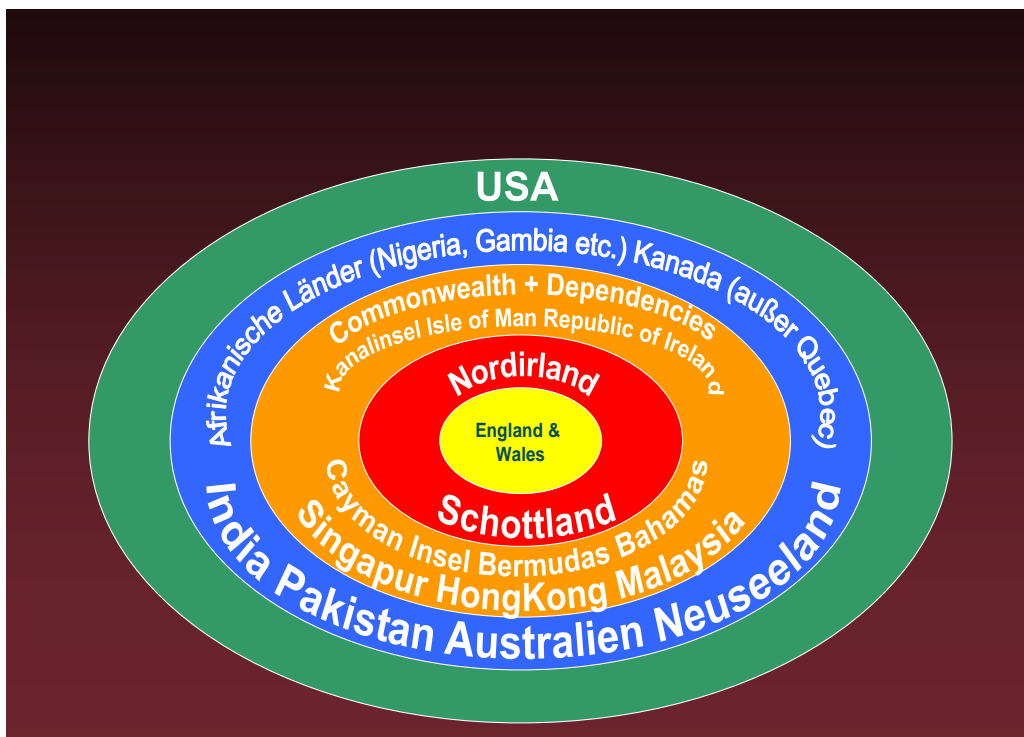 USA
Afrikanische Länder (Nigeria, Gambia etc.) Kanada (außer Quebec)
Commonwealth + Dependencies
Kanalinsel Isle of Man Republic of Ireland
Nordirland
England &
Wales
Schottland
Cayman Insel Bermudas Bahamas
Singapur HongKong Malaysia
India Pakistan Australien Neuseeland